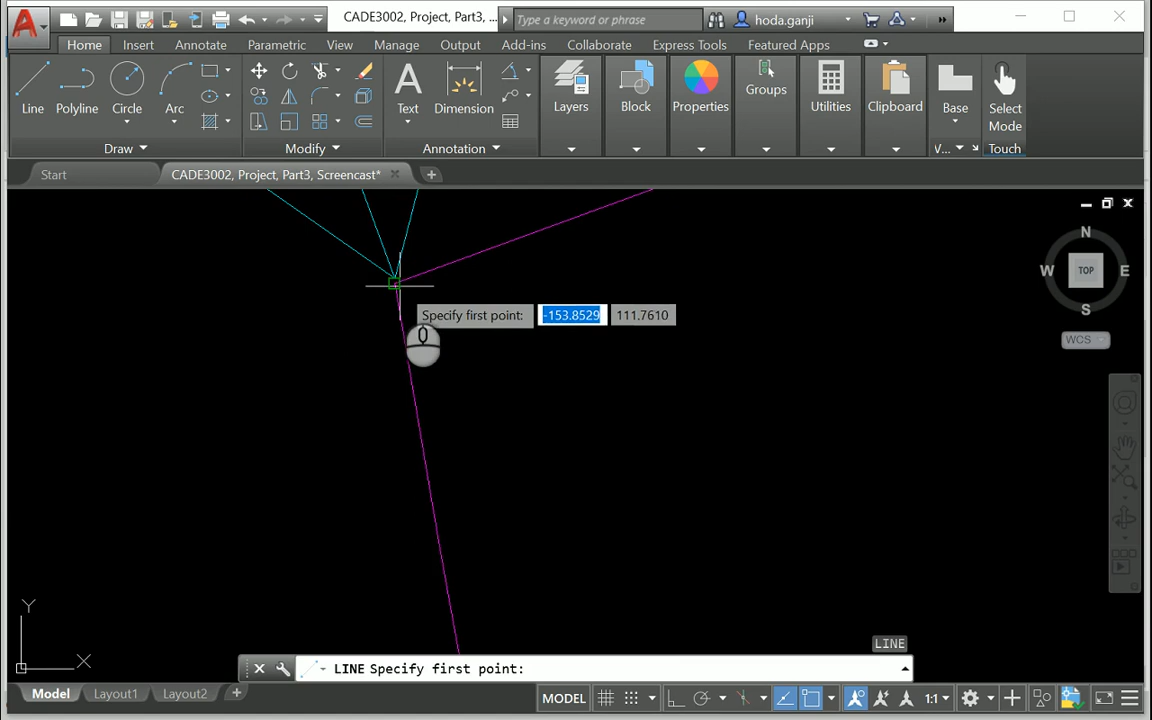 CADE3002, Project, Part3, ...
Type a keyword or phrase
hoda.ganji
Home Insert Annotate Parametric View Manage Output Add-ins Collaborate Express Tools Featured Apps
Line Polyline Circle Arc
Text Dimension
Layers Block Properties Groups Utilities Clipboard Base Select Mode
Draw Modify Annotation V... Touch
Start CADE3002, Project, Part3, Screencast*
N
W TOP E
S
WCS
Specify first point: -153.8529 111.7610
Y
X
LINE
LINE Specify first point:
Model Layout1 Layout2
MODEL 1:1